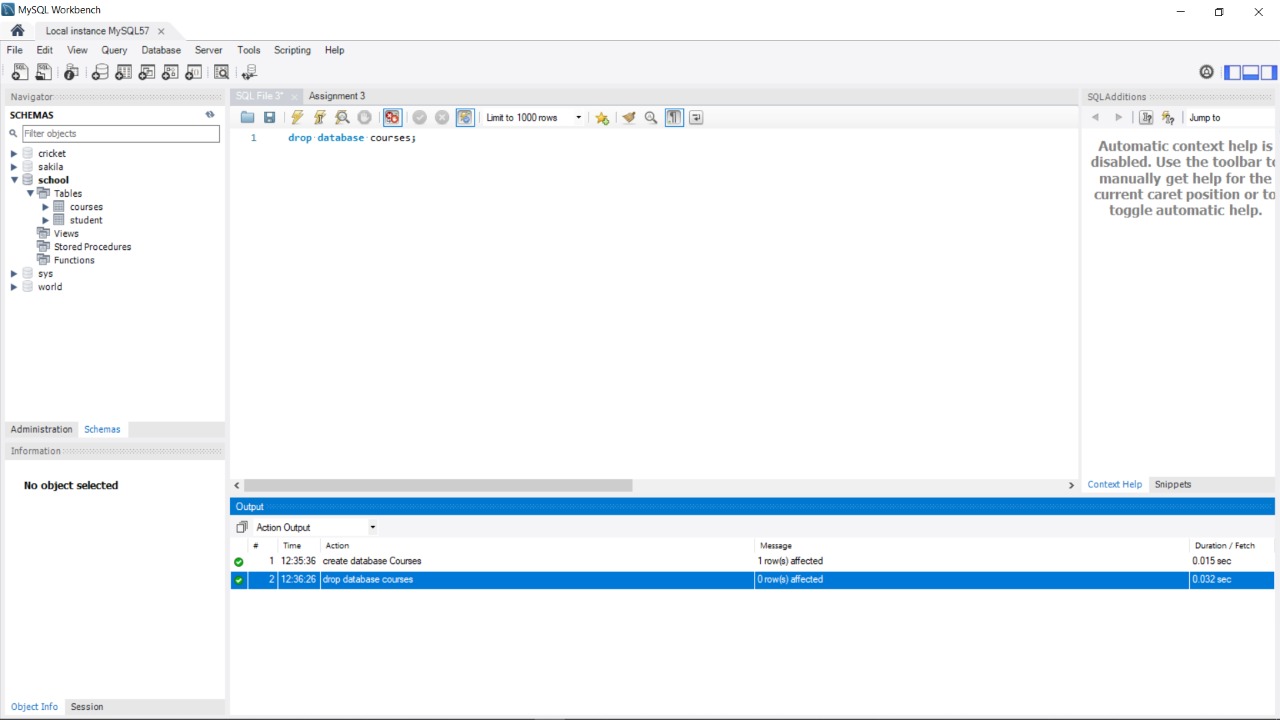 MySQL Workbench
Local instance MySQL57
File Edit View Query Database Server Tools Scripting Help
Navigator
SCHEMAS
Filter objects
cricket
sakila
school
Tables
courses
student
Views
Stored Procedures
Functions
sys
world
Administration Schemas
Information
No object selected
Object Info Session
SQL File 3* Assignment 3
Limit to 1000 rows
1 drop database courses;
Output
Action Output
# Time Action Message Duration / Fetch
1 12:35:36 create database Courses 1 row(s) affected 0.015 sec
2 12:36:26 drop database courses 0 row(s) affected 0.032 sec
SQLAdditions
Jump to
Automatic context help is
disabled. Use the toolbar to
manually get help for the
current caret position or to
toggle automatic help.
Context Help Snippets